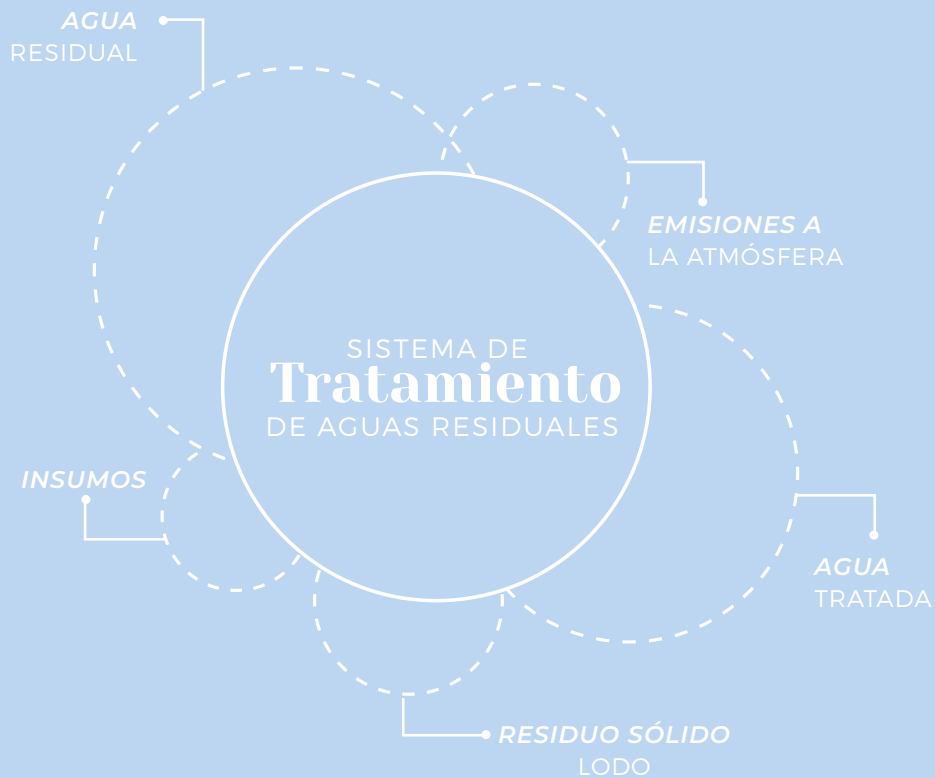 AGUA
RESIDUAL
EMISIONES A
LA ATMÓSFERA
SISTEMA DE
Tratamiento
DE AGUAS RESIDUALES
INSUMOS
AGUA
TRATADA
RESIDUO SÓLIDO
LODO